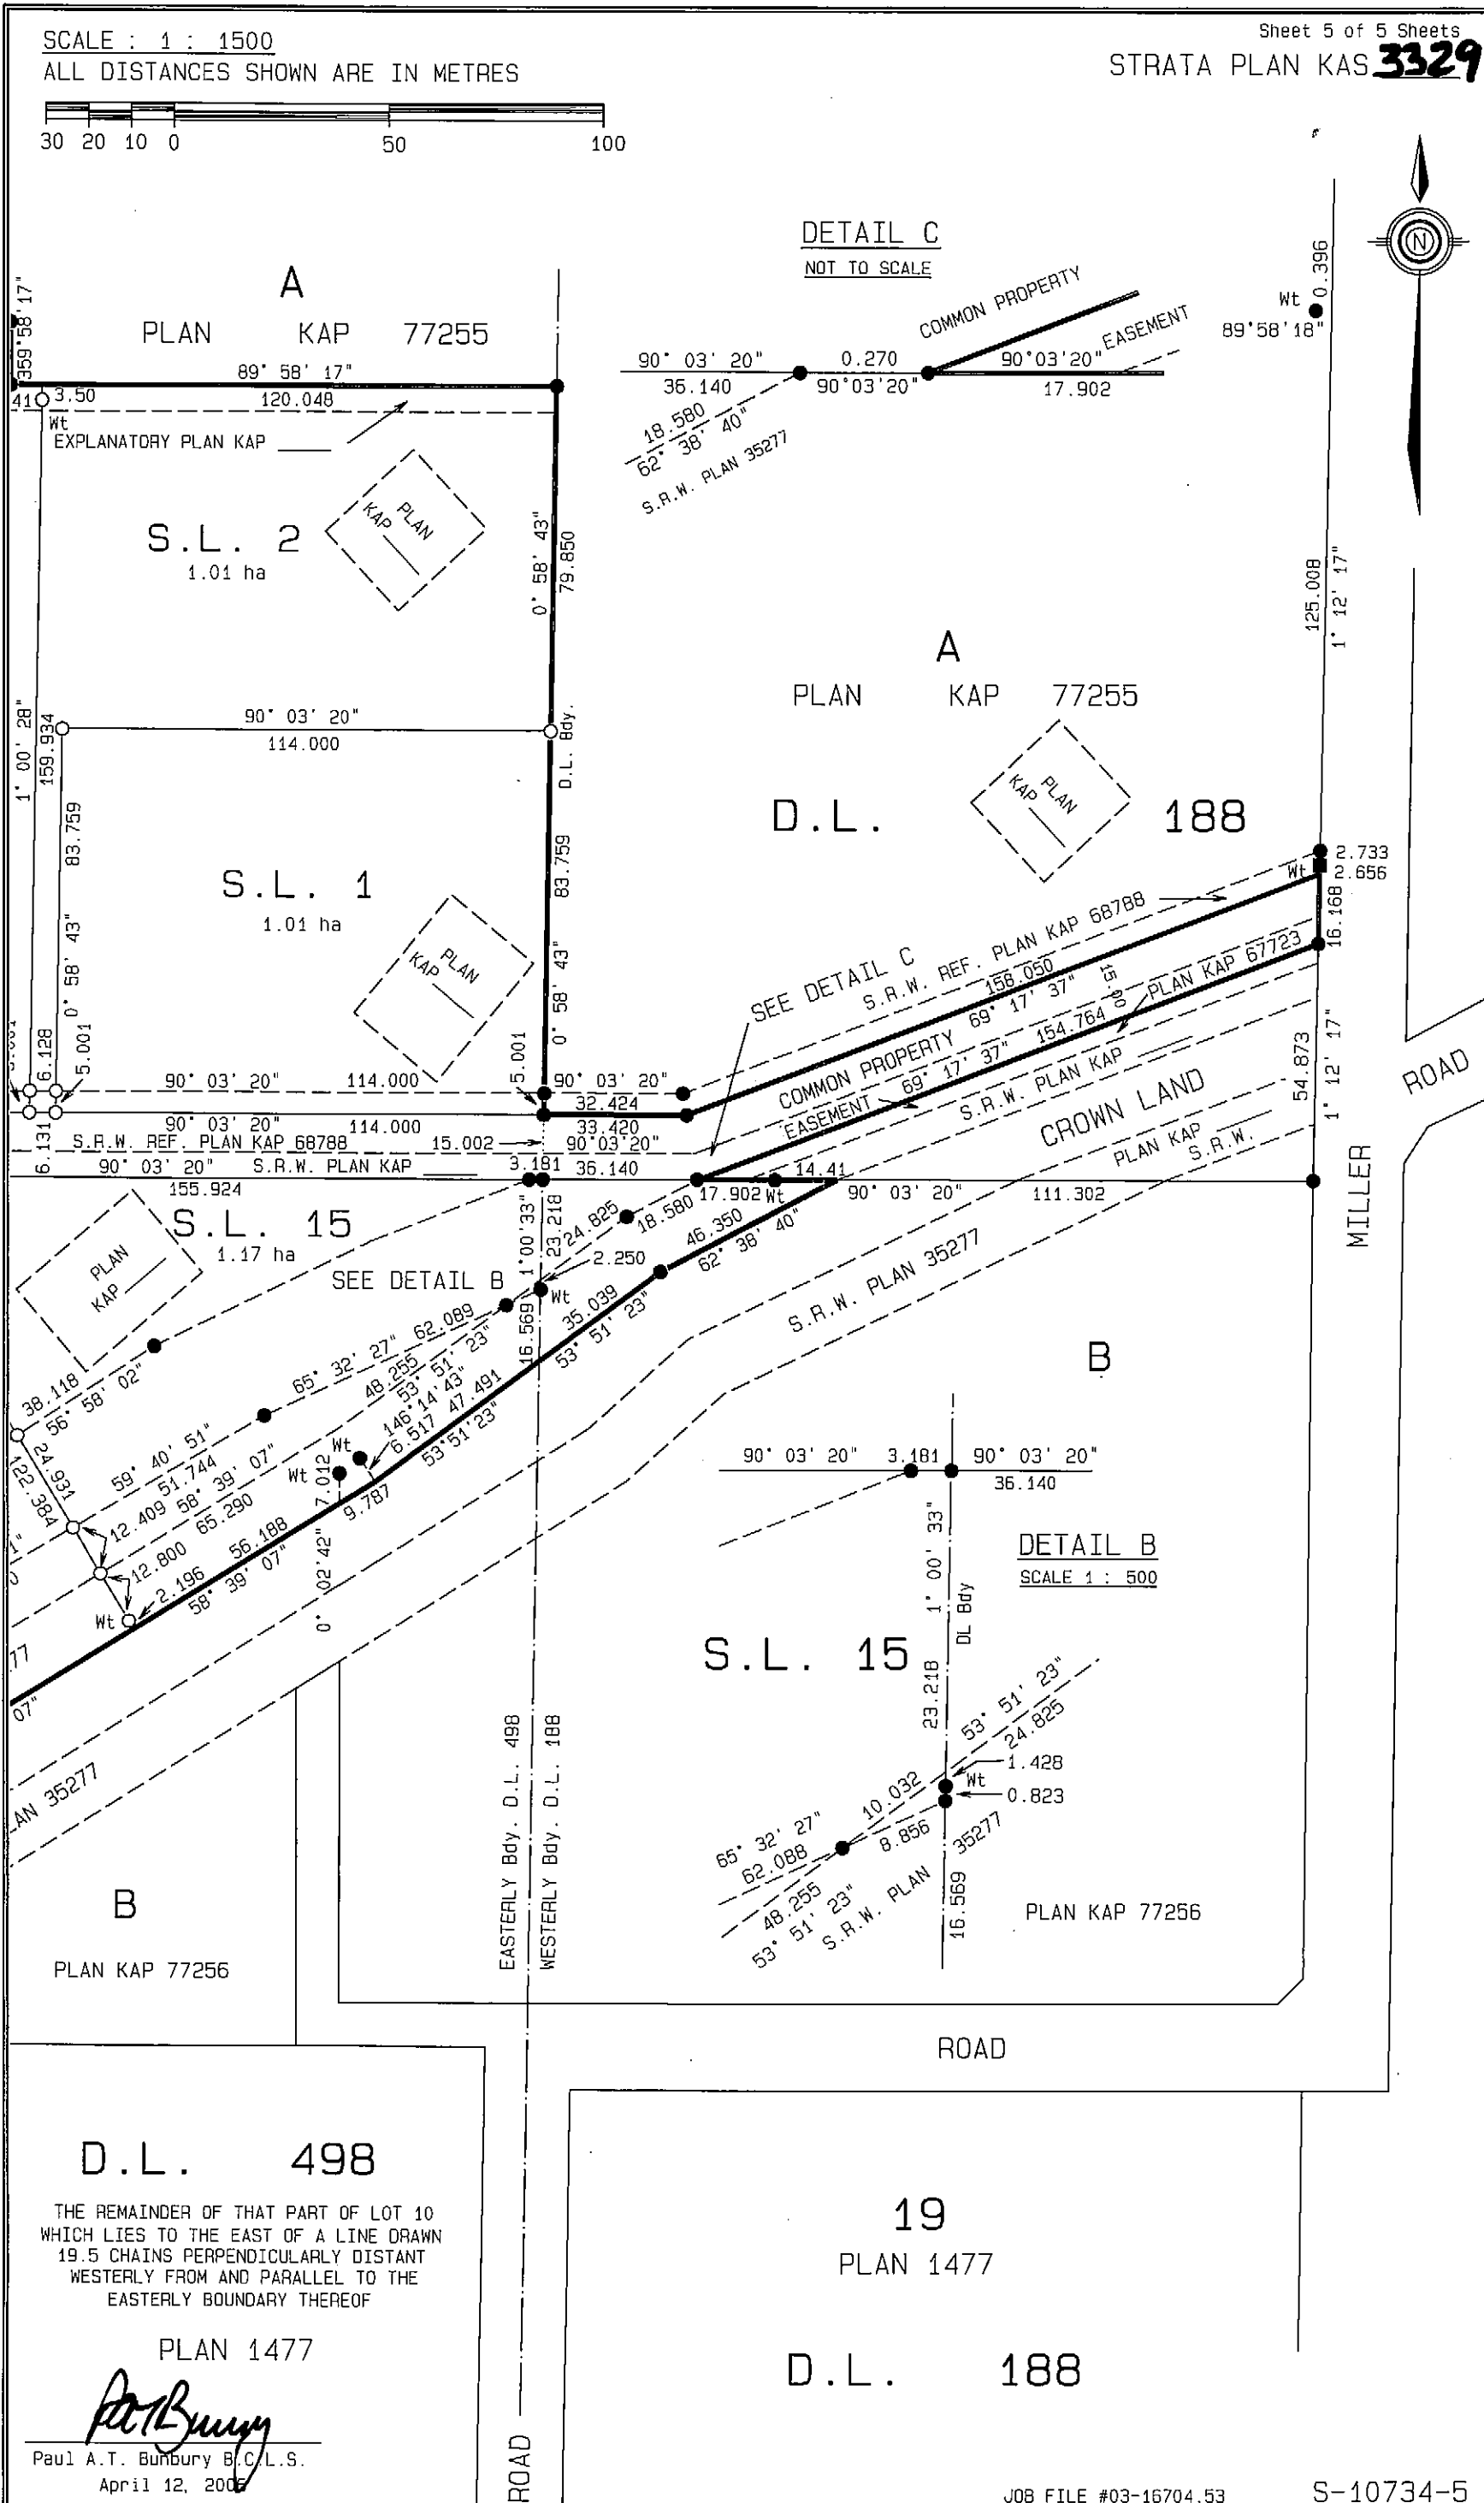 SCALE : 1 : 1500
ALL DISTANCES SHOWN ARE IN METRES
30 20 10 0 50 100
Sheet 5 of 5 Sheets
STRATA PLAN KAS 3329
DETAIL C
NOT TO SCALE
COMMON PROPERTY
EASEMENT
90° 03' 20"
0.270
90°03'20"
36.140
90°03'20"
17.902
18.580
62° 38' 40"
S.R.W. PLAN 35277
N
Wt 0.396
89°58'18"
359°58'17"
A
PLAN KAP 77255
89° 58' 17"
41
3.50
120.048
Wt
EXPLANATORY PLAN KAP
S.L. 2
1.01 ha
PLAN
KAP
0° 58' 43"
79.850
125.008
1° 12' 17"
A
PLAN KAP 77255
1° 00' 28"
159.934
90° 03' 20"
114.000
D.L. Bdy.
PLAN
KAP
D.L. 188
83.759
0° 58' 43"
S.L. 1
1.01 ha
83.759
0° 58' 43"
PLAN
KAP
2.733
Wt
2.656
16.168
SEE DETAIL C
S.R.W. REF. PLAN KAP 68788
158.050
69° 17' 37"
15.00
PLAN KAP 67723
COMMON PROPERTY
69° 17' 37"
154.764
EASEMENT
S.R.W. PLAN KAP
CROWN LAND
PLAN KAP
S.R.W.
54.873
1° 12' 17"
ROAD
MILLER
6.128
5.001
90° 03' 20"
114.000
5.001
90° 03' 20"
32.424
90° 03' 20"
114.000
33.420
6.131
S.R.W. REF. PLAN KAP 68788
15.002
90°03'20"
90° 03' 20"
S.R.W. PLAN KAP
3.181
36.140
14.41
155.924
17.902
Wt
90° 03' 20"
111.302
S.L. 15
1.17 ha
PLAN
KAP
SEE DETAIL B
1°00'33"
23.218
24.825
18.580
46.350
62° 38' 40"
2.250
Wt
16.569
35.039
53° 51' 23"
S.R.W. PLAN 35277
38.118
56° 58' 02"
65° 32' 27"
62.089
48.255
53° 51' 23"
146°14'43"
6.517
47.491
53°51'23"
Wt
Wt
7.012
9.787
24.931
122.384
59° 40' 51"
51.744
12.409
58° 39' 07"
65.290
12.800
2.196
56.188
58° 39' 07"
Wt
0° 02'42"
77
07"
AN 35277
B
90° 03' 20"
3.181
90° 03' 20"
36.140
1° 00' 33"
DL Bdy
DETAIL B
SCALE 1 : 500
S.L. 15
23.218
53° 51' 23"
24.825
1.428
Wt
0.823
10.032
65° 32' 27"
62.088
8.856
48.255
53° 51' 23"
S.R.W. PLAN 35277
16.569
PLAN KAP 77256
B
PLAN KAP 77256
EASTERLY Bdy. D.L. 498
WESTERLY Bdy. D.L. 188
ROAD
D.L. 498
THE REMAINDER OF THAT PART OF LOT 10
WHICH LIES TO THE EAST OF A LINE DRAWN
19.5 CHAINS PERPENDICULARLY DISTANT
WESTERLY FROM AND PARALLEL TO THE
EASTERLY BOUNDARY THEREOF
PLAN 1477
19
PLAN 1477
D.L. 188
ROAD
Paul A.T. Bunbury B.C.L.S.
April 12,
JOB FILE #03-16704.53
S-10734-5